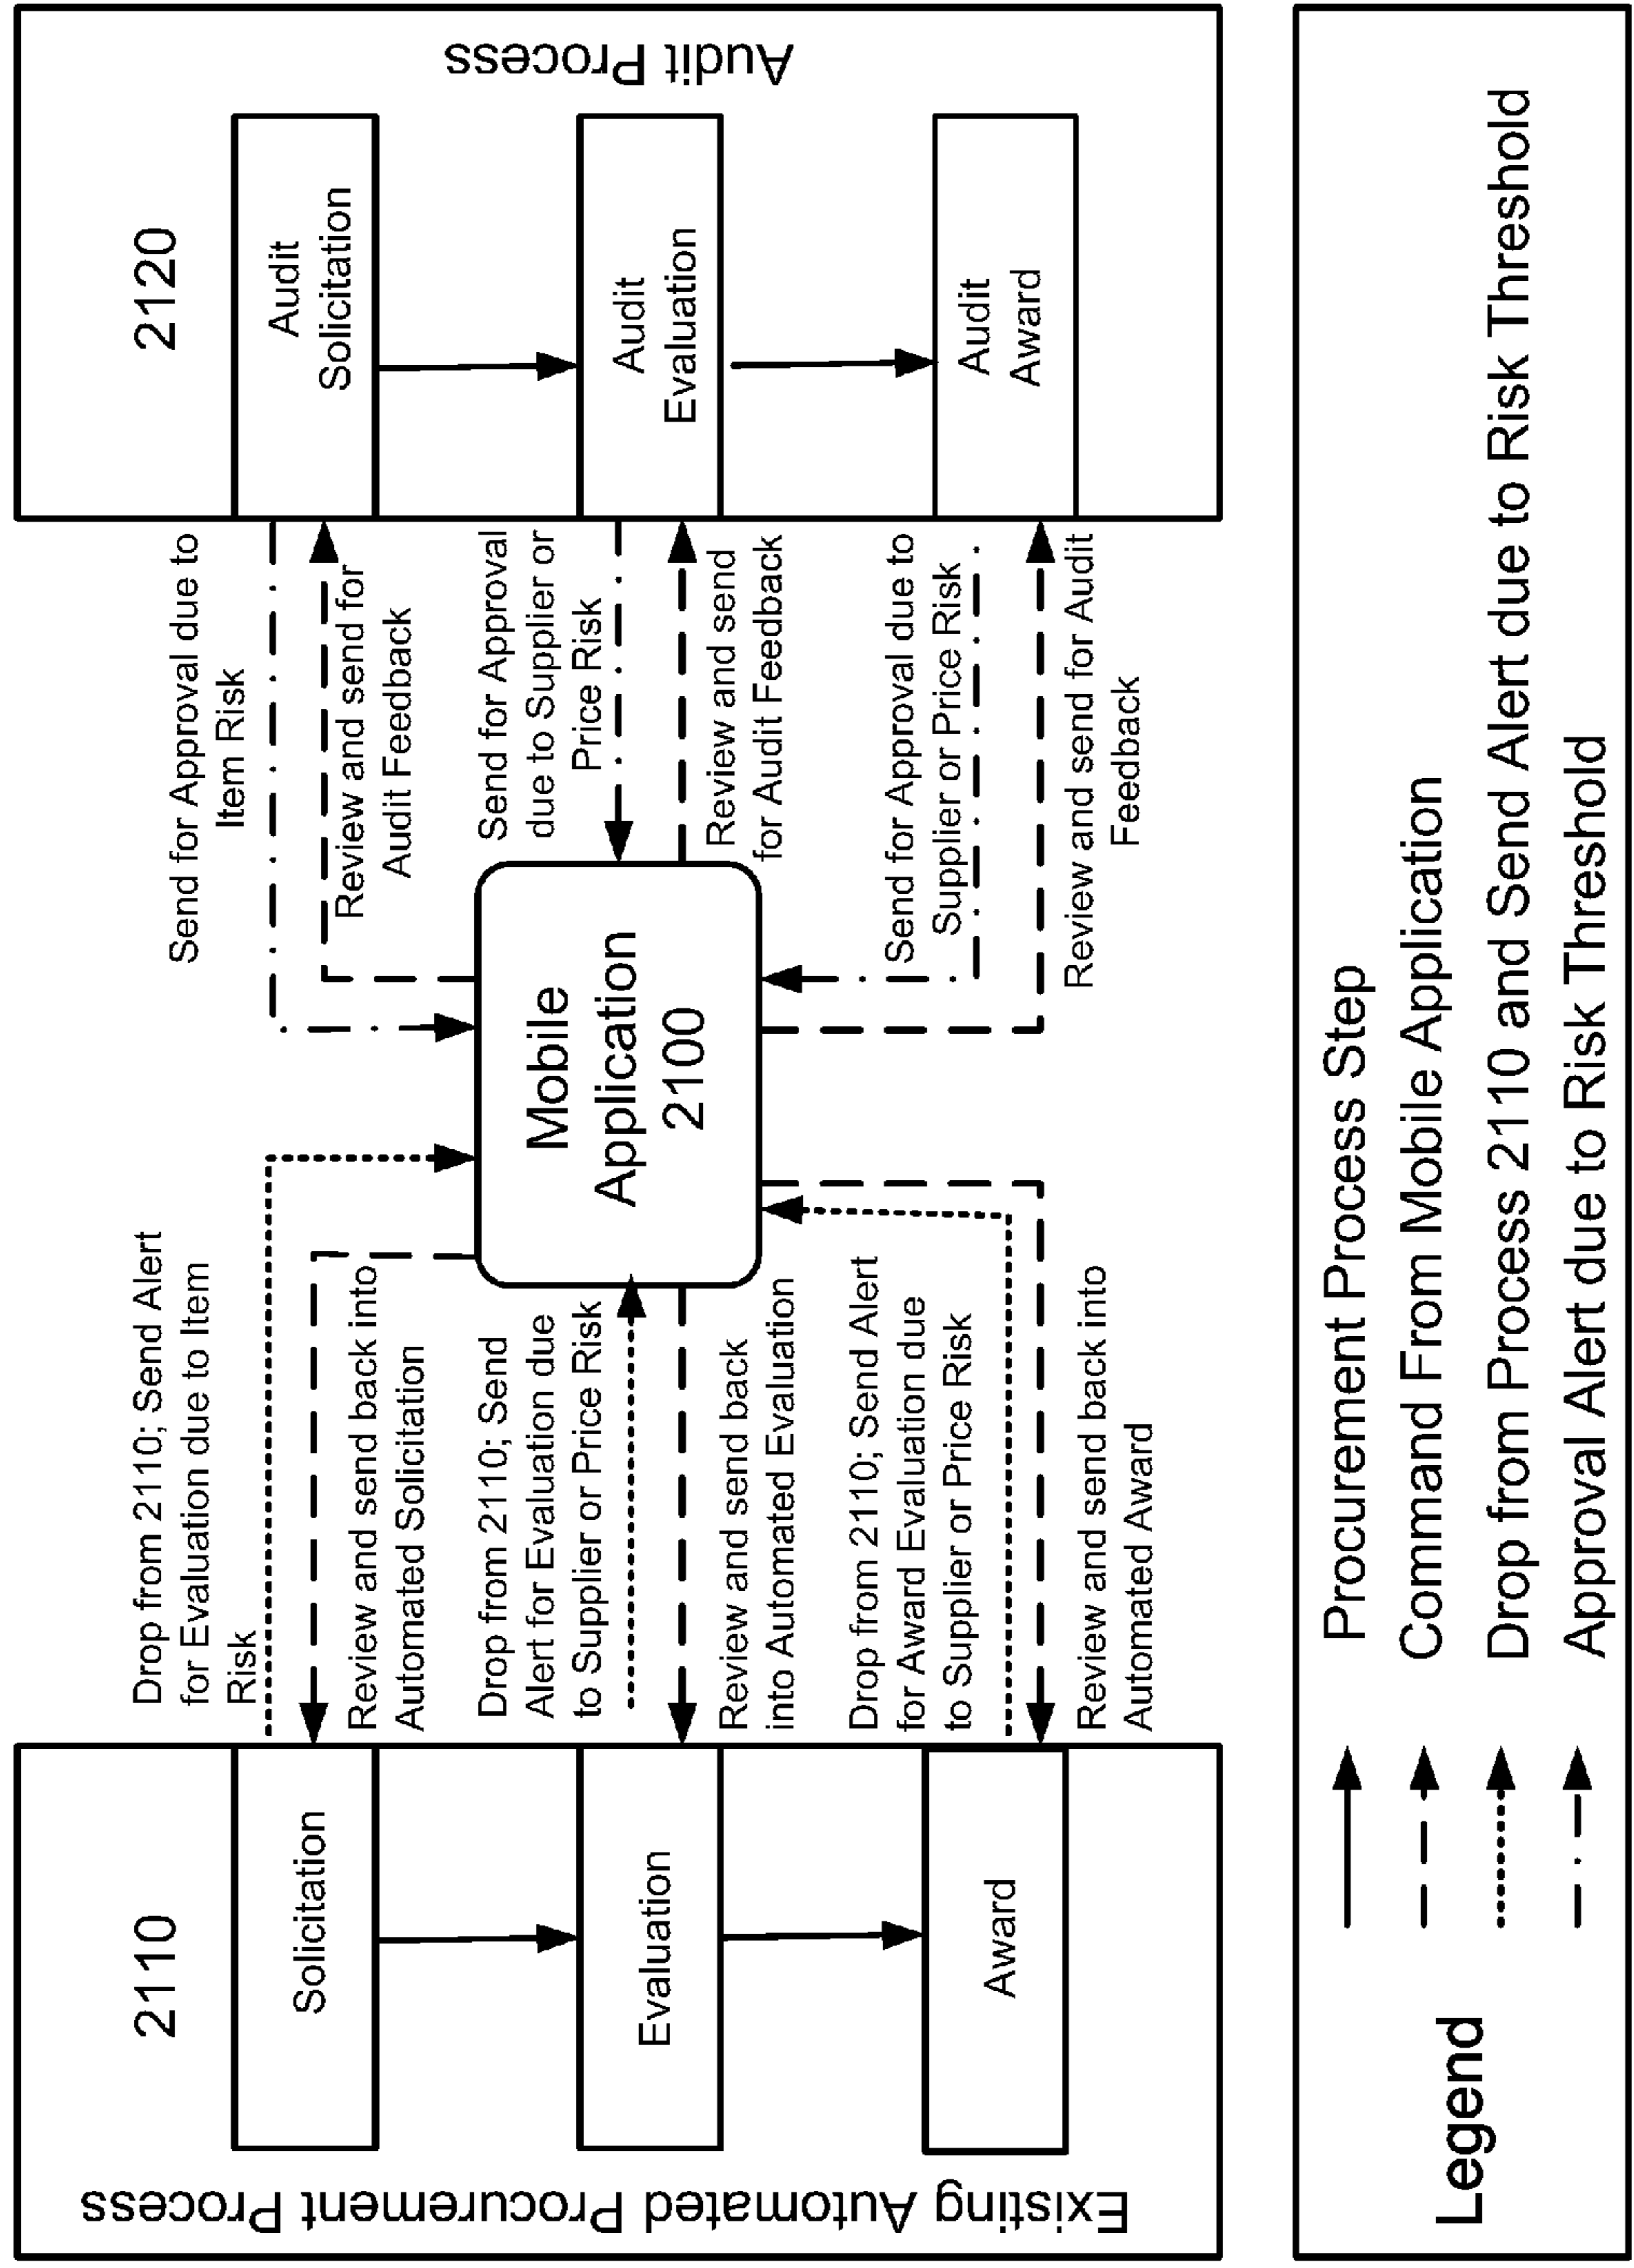 Existing Automated Procurement Process
2110
Solicitation
Evaluation
Award
Drop from 2110; Send Alert
for Evaluation due to Item
Risk
Review and send back into
Automated Solicitation
Drop from 2110; Send
Alert for Evaluation due
to Supplier or Price Risk
Review and send back
into Automated Evaluation
Drop from 2110; Send Alert
for Award Evaluation due
to Supplier or Price Risk
Review and send back into
Automated Award
Mobile
Application
2100
Send for Approval due to
Item Risk
Review and send for
Audit Feedback
Send for Approval
due to Supplier or
Price Risk
Review and send
for Audit Feedback
Send for Approval due to
Supplier or Price Risk
Review and send for Audit
Feedback
2120
Audit
Solicitation
Audit
Evaluation
Audit
Award
Audit Process
Legend
Procurement Process Step
Command From Mobile Application
Drop from Process 2110 and Send Alert due to Risk Threshold
Approval Alert due to Risk Threshold